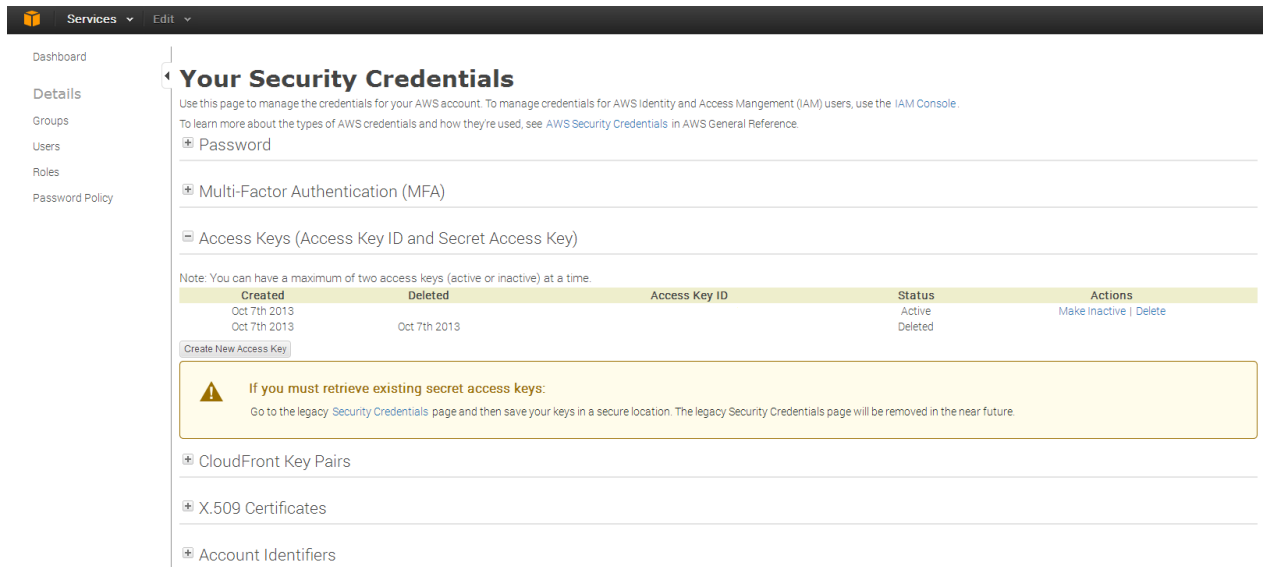 Services Edit
Dashboard
Details
Groups
Users
Roles
Password Policy
Your Security Credentials
Use this page to manage the credentials for your AWS account. To manage credentials for AWS Identity and Access Mangement (IAM) users, use the IAM Console.
To learn more about the types of AWS credentials and how they're used, see AWS Security Credentials in AWS General Reference.
Password
Multi-Factor Authentication (MFA)
Access Keys (Access Key ID and Secret Access Key)
Note: You can have a maximum of two access keys (active or inactive) at a time.
Created Deleted Access Key ID Status Actions
Oct 7th 2013 Active Make Inactive | Delete
Oct 7th 2013 Oct 7th 2013 Deleted
Create New Access Key
If you must retrieve existing secret access keys:
Go to the legacy Security Credentials page and then save your keys in a secure location. The legacy Security Credentials page will be removed in the near future.
CloudFront Key Pairs
X.509 Certificates
Account Identifiers